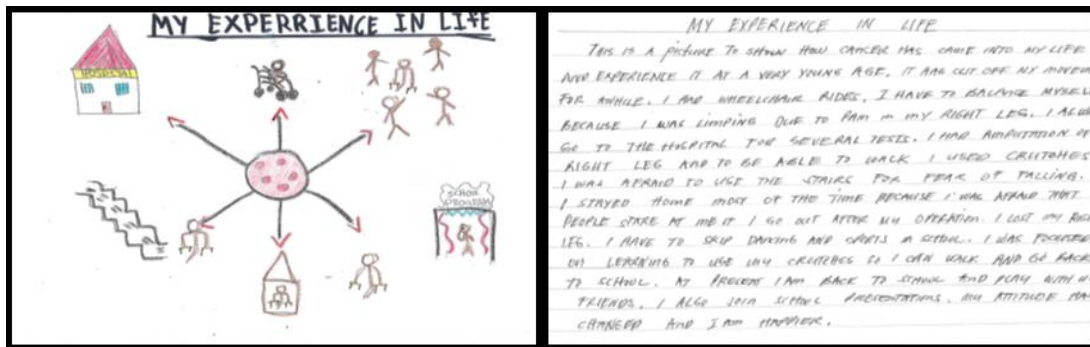 MY EXPERRIENCE IN LIFE
HOSPITAL
SCHOOL
PROGRAM
MY EXPERIENCE IN LIFE
THIS IS A PICTURE TO SHOW HOW CANCER HAS CAME INTO MY LIFE
AND EXPERIENCE IT AT A VERY YOUNG AGE. IT HAS CUT OFF MY
FOR AWHILE. I HAD WHEELCHAIR RIDES. I HAVE TO BALANCE
BECAUSE I WAS LIMPING DUE TO PAIN IN MY RIGHT LEG. I
GO TO THE HOSPITAL FOR SEVERAL TESTS. I HAD AMPUTATION
RIGHT LEG AND TO BE ABLE TO WALK I USED CRUTCHES
I WAS AFRAID TO USE THE STAIRS FOR FEAR OF FALLING.
I STAYED HOME MOST OF THE TIME BECAUSE I WAS AFRAID THAT
PEOPLE STARE AT ME IF I GO OUT AFTER MY OPERATION. I LOST MY
LEG. I HAVE TO SKIP DANCING AND SPORTS IN SCHOOL. I WAS FOCUSED
ON LEARNING TO USE MY CRUTCHES SO I CAN WALK AND GO BACK
TO SCHOOL. AT PRESENT I AM BACK TO SCHOOL AND PLAY WITH
FRIENDS. I ALSO JOIN SCHOOL PRESENTATIONS. MY ATTITUDE HAS
CHANGED AND I AM HAPPIER.